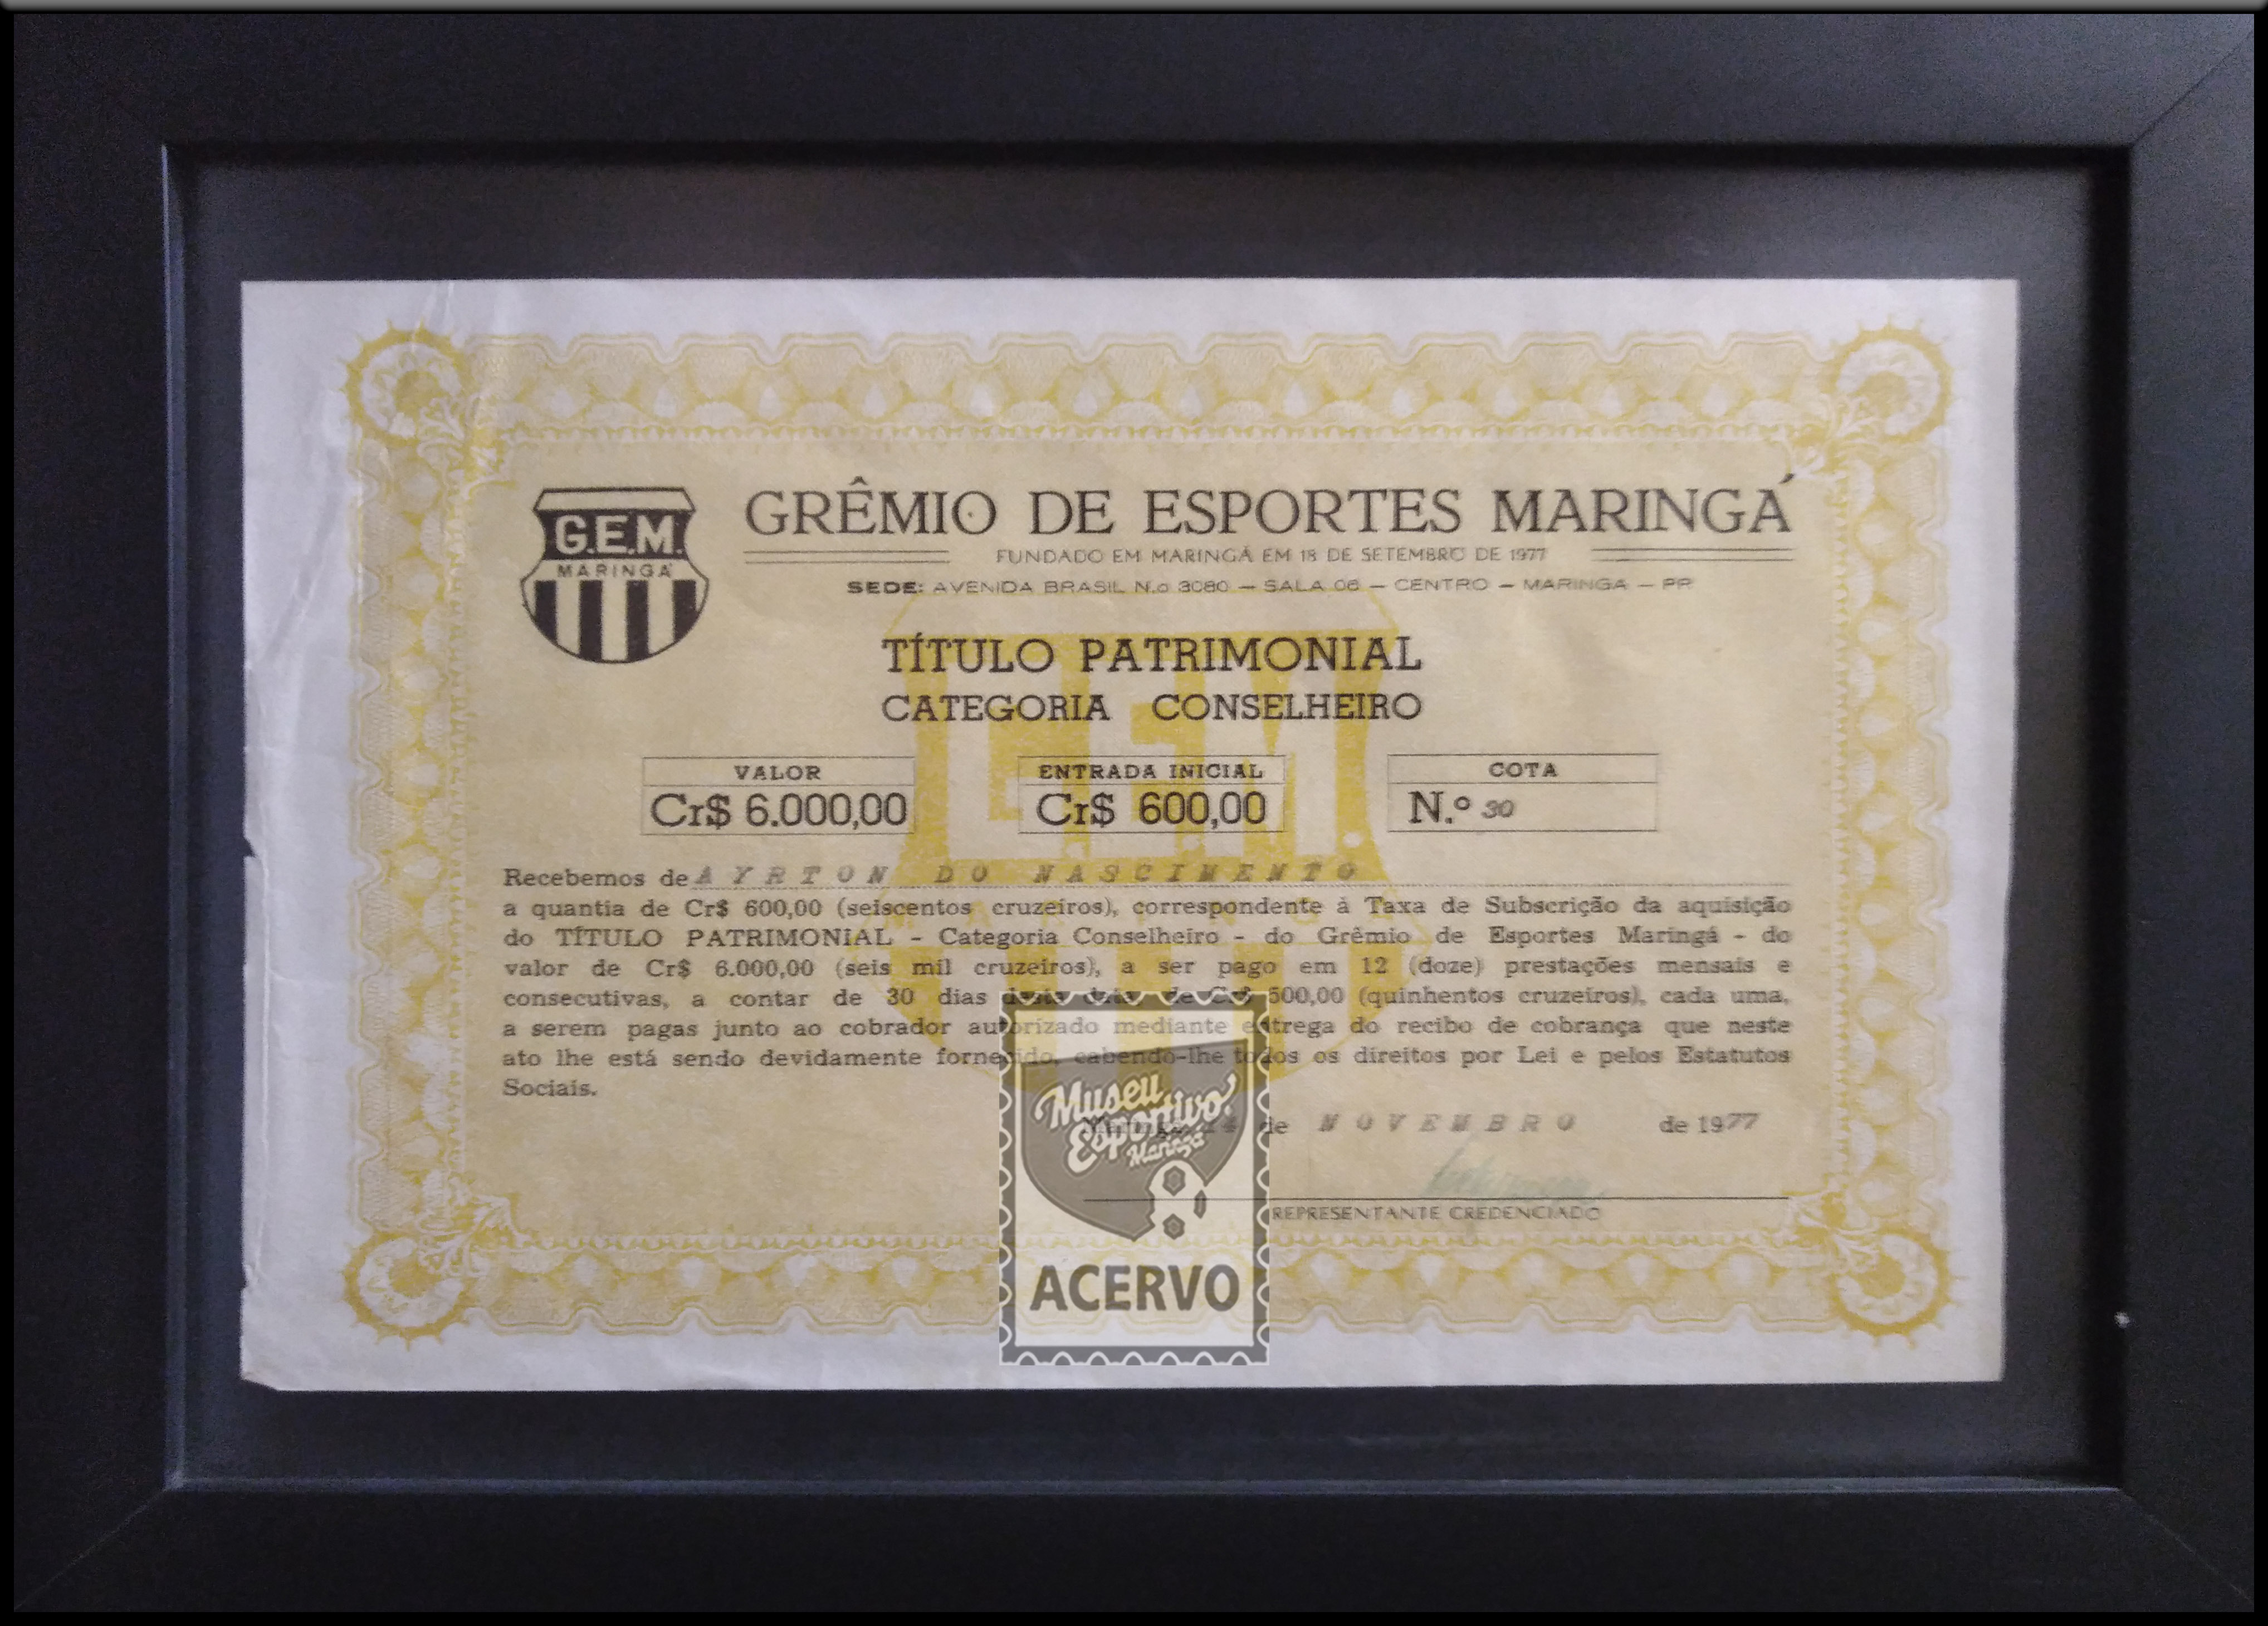 G.E.M.
MARINGÁ
GRÊMIO DE ESPORTES MARINGÁ
FUNDADO EM MARINGÁ EM 18 DE SETEMBRO DE 1977
SEDE: AVENIDA BRASIL N.o 3080 — SALA 06 — CENTRO — MARINGA — PR
TÍTULO PATRIMONIAL
CATEGORIA CONSELHEIRO
VALOR
Cr$ 6.000,00
ENTRADA INICIAL
Cr$ 600,00
COTA
N.º 30
G.E.M.
Recebemos de AYRTON DO NASCIMENTO
a quantia de Cr$ 600,00 (seiscentos cruzeiros), correspondente à Taxa de Subscrição da aquisição
do TÍTULO PATRIMONIAL - Categoria Conselheiro - do Grêmio de Esportes Maringá - do
valor de Cr$ 6.000,00 (seis mil cruzeiros), a ser pago em 12 (doze) prestações mensais e
consecutivas, a contar de 30 dias desta data, de Cr$ 500,00 (quinhentos cruzeiros), cada uma,
a serem pagas junto ao cobrador autorizado mediante entrega do recibo de cobrança que neste
ato lhe está sendo devidamente fornecido, cabendo-lhe todos os direitos por Lei e pelos Estatutos
Sociais.
Maringá, 14 de NOVEMBRO de 1977
REPRESENTANTE CREDENCIADO
Museu
Esportivo
Maringá
ACERVO